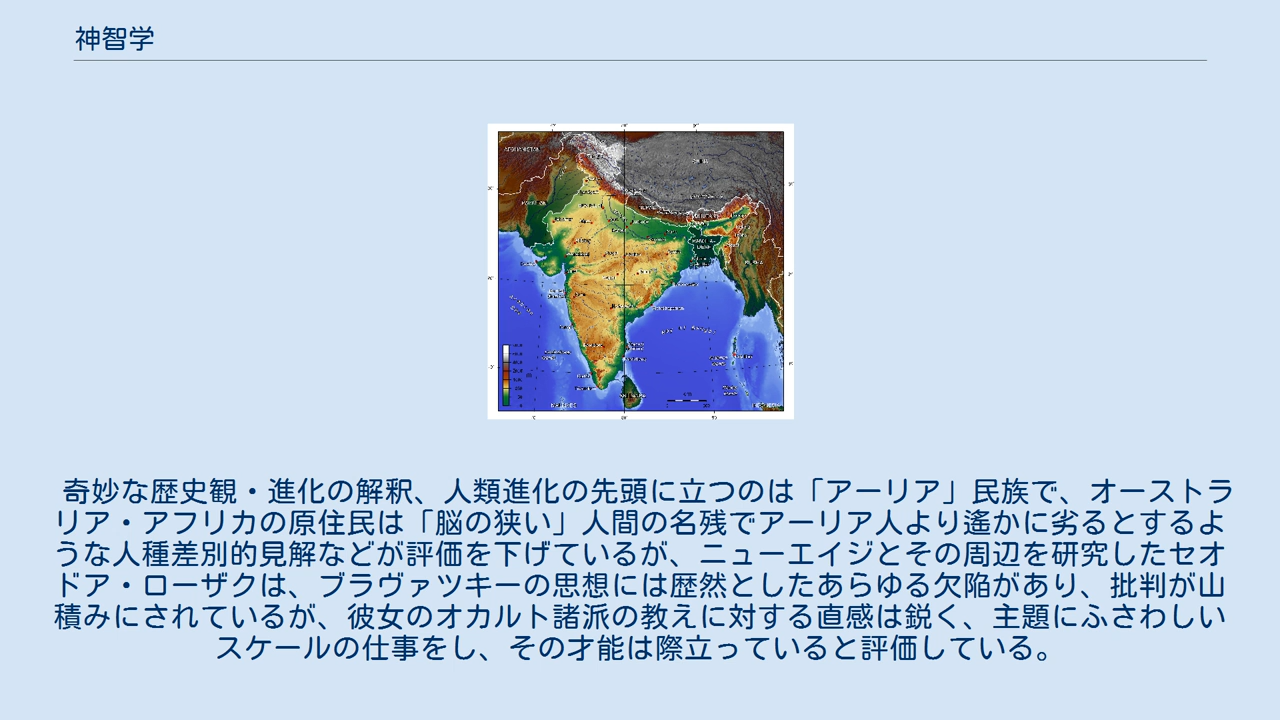 神智学
奇妙な歴史観・進化の解釈、人類進化の先頭に立つのは「アーリア」民族で、オーストラ
リア・アフリカの原住民は「脳の狭い」人間の名残でアーリア人より遙かに劣るとするよ
うな人種差別的見解などが評価を下げているが、ニューエイジとその周辺を研究したセオ
ドア・ローザクは、ブラヴァツキーの思想には歴然としたあらゆる欠陥があり、批判が山
積みにされているが、彼女のオカルト諸派の教えに対する直感は鋭く、主題にふさわしい
スケールの仕事をし、その才能は際立っていると評価している。